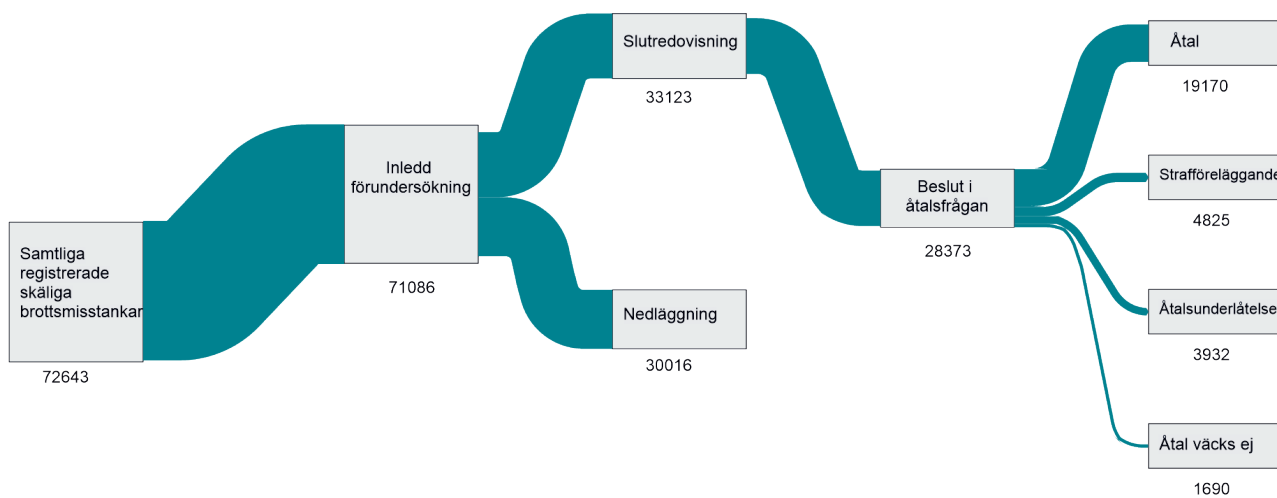 Samtliga
registrerade
skäliga
brottsmisstankar
72643
Inledd
förundersökning
71086
Slutredovisning
33123
Nedläggning
30016
Beslut i
åtalsfrågan
28373
Åtal
19170
Strafföreläggande
4825
Åtalsunderlåtelse
3932
Åtal väcks ej
1690